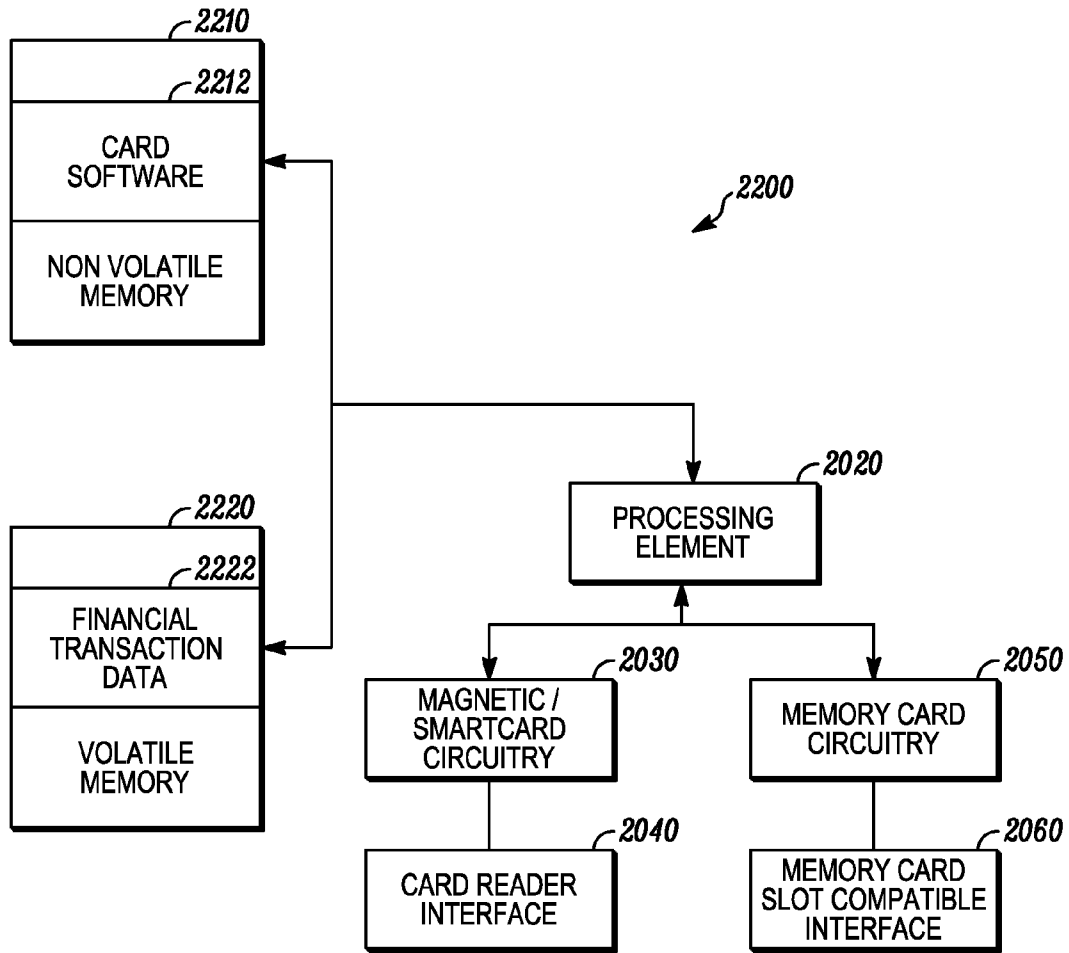 2210
2212
CARD
SOFTWARE
NON VOLATILE
MEMORY
2200
2220
2222
FINANCIAL
TRANSACTION
DATA
VOLATILE
MEMORY
2020
PROCESSING
ELEMENT
2030
MAGNETIC /
SMARTCARD
CIRCUITRY
2050
MEMORY CARD
CIRCUITRY
2040
CARD READER
INTERFACE
2060
MEMORY CARD
SLOT COMPATIBLE
INTERFACE